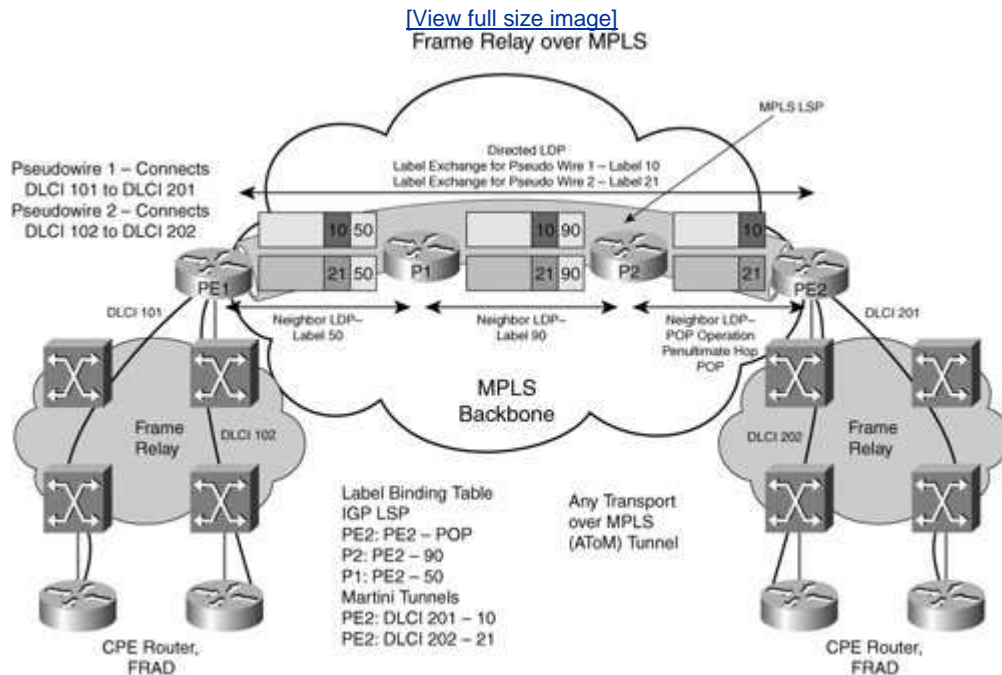 [View full size image]
Frame Relay over MPLS
MPLS LSP
Directed LDP
Label Exchange for Pseudo Wire 1 – Label 10
Label Exchange for Pseudo Wire 2 – Label 21
Pseudowire 1 – Connects
DLCI 101 to DLCI 201
Pseudowire 2 – Connects
DLCI 102 to DLCI 202
10 50
10 90
10
P1
P2
21 50
21 90
21
PE1
PE2
DLCI 101
Neighbor LDP–
Label 50
Neighbor LDP–
Label 90
Neighbor LDP–
POP Operation
Penultimate Hop
POP
DLCI 201
MPLS
Backbone
Frame
Relay
DLCI 102
DLCI 202
Frame
Relay
Label Binding Table
IGP LSP
PE2: PE2 – POP
P2: PE2 – 90
P1: PE2 – 50
Martini Tunnels
PE2: DLCI 201 – 10
PE2: DLCI 202 – 21
Any Transport
over MPLS
(AToM) Tunnel
CPE Router,
FRAD
CPE Router,
FRAD